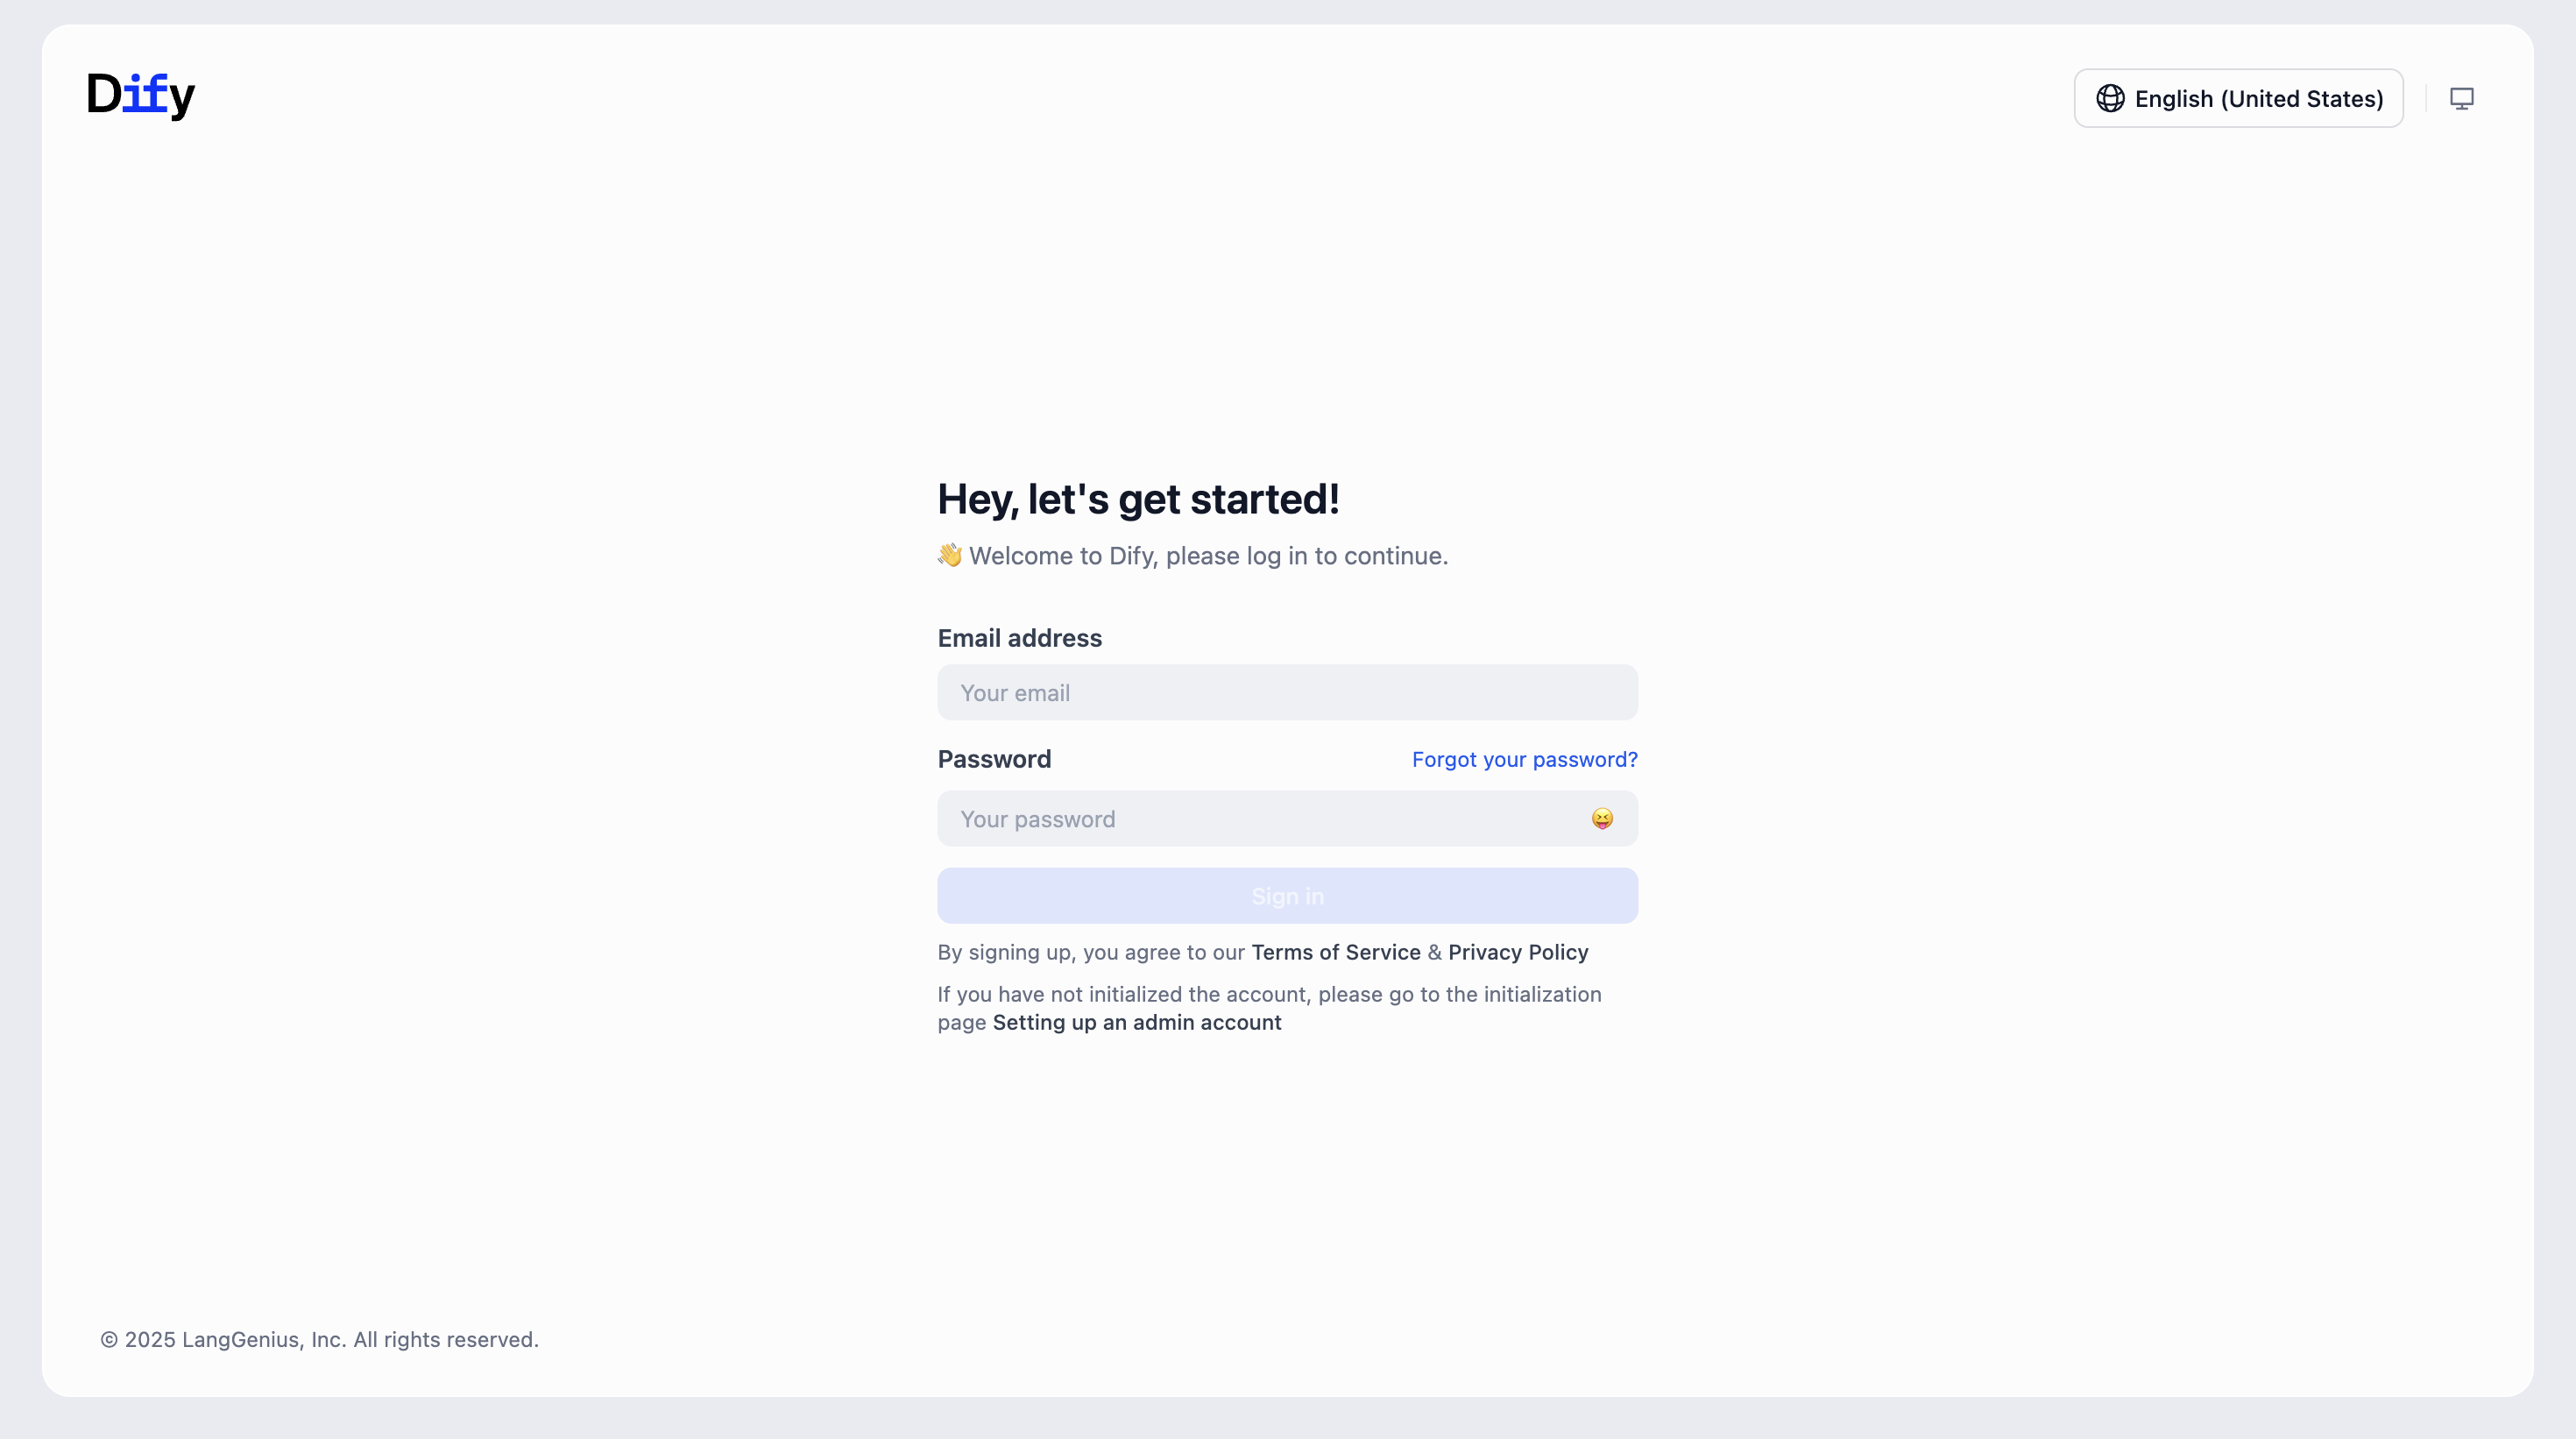 Dify
English (United States)
Hey, let's get started!
👋 Welcome to Dify, please log in to continue.
Email address
Your email
Password
Forgot your password?
Your password
😝
Sign in
By signing up, you agree to our Terms of Service & Privacy Policy
If you have not initialized the account, please go to the initialization
page Setting up an admin account
© 2025 LangGenius, Inc. All rights reserved.